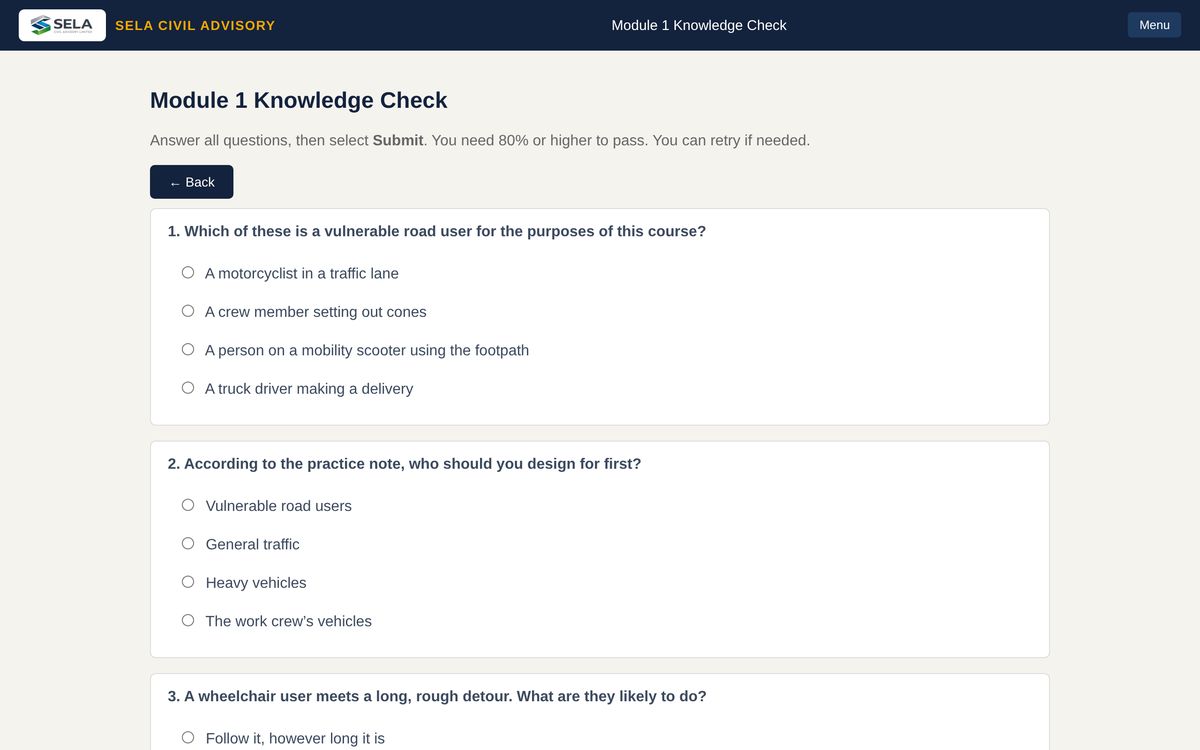 SELA
SELA CIVIL ADVISORY
Module 1 Knowledge Check
Menu
Module 1 Knowledge Check
Answer all questions, then select Submit. You need 80% or higher to pass. You can retry if needed.
← Back
1. Which of these is a vulnerable road user for the purposes of this course?
A motorcyclist in a traffic lane
A crew member setting out cones
A person on a mobility scooter using the footpath
A truck driver making a delivery
2. According to the practice note, who should you design for first?
Vulnerable road users
General traffic
Heavy vehicles
The work crew’s vehicles
3. A wheelchair user meets a long, rough detour. What are they likely to do?
Follow it, however long it is